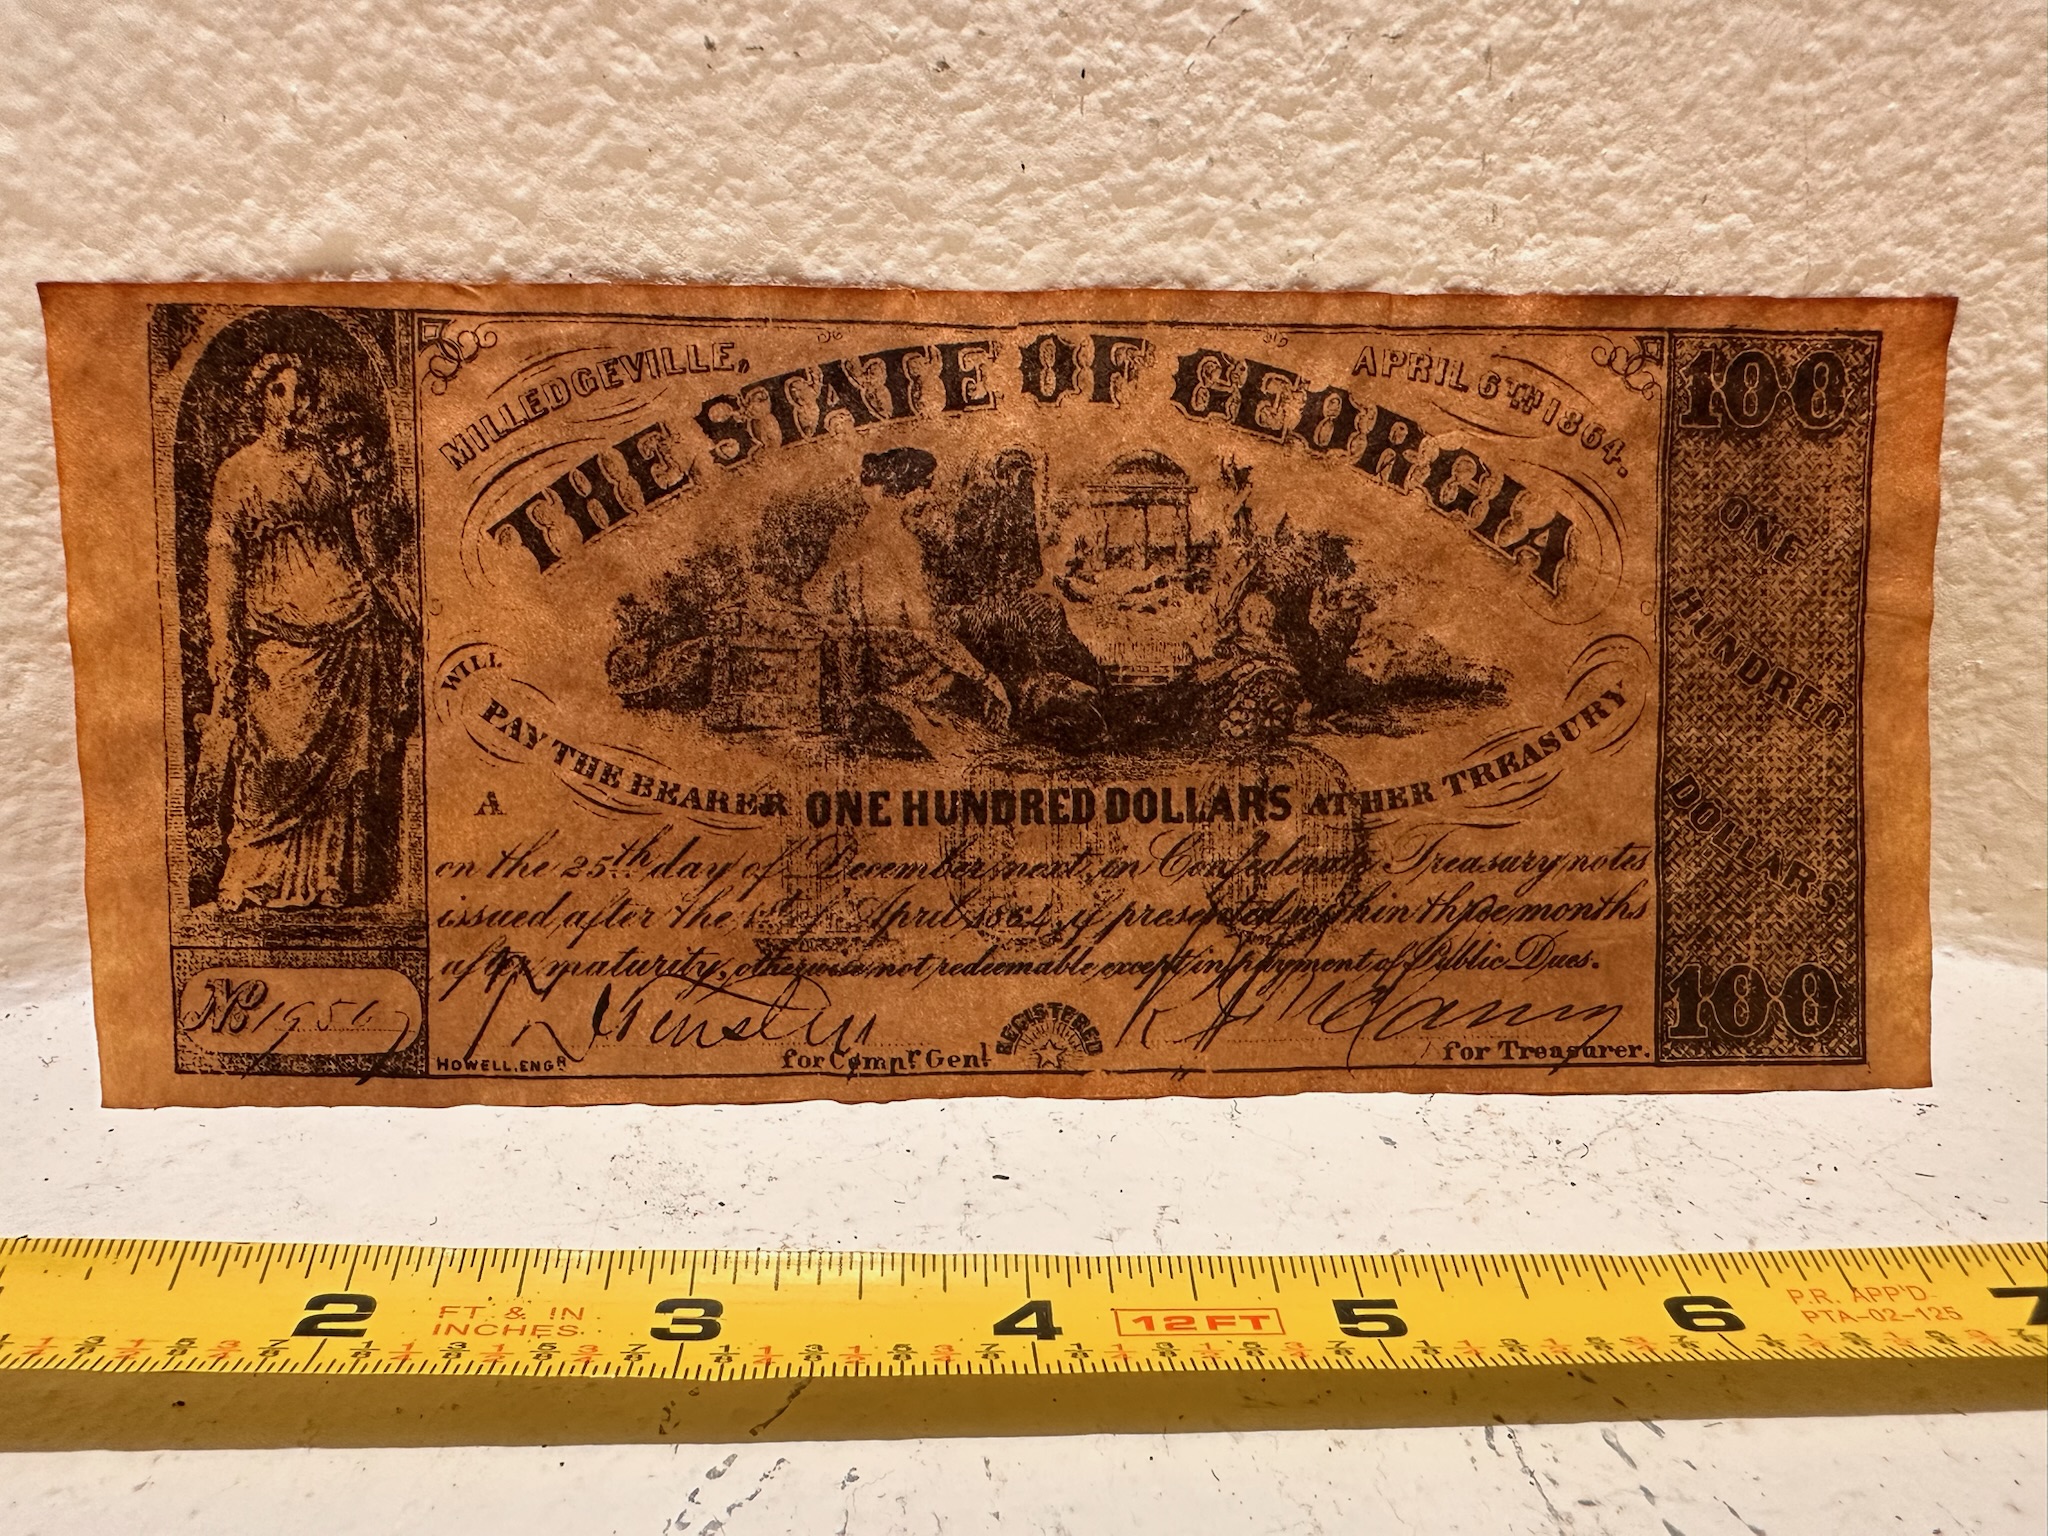 MILLEDGEVILLE,
APRIL 6TH 1864.
THE STATE OF GEORGIA
WILL
PAY THE BEARER ONE HUNDRED DOLLARS AT HER TREASURY
A
on the 25th day of December next, in Confederate Treasury notes
issued after the 1st of April 1864, if presented within three months
after maturity, otherwise not redeemable except in payment of Public Dues.
No
HOWELL, ENGR
for Compr Genl
REGISTERED
for Treasurer.
100
ONE
HUNDRED
DOLLARS
100
2 FT & IN 3 4 12FT 5 6 P.R. APP'D 7
INCHES PTA-02-125